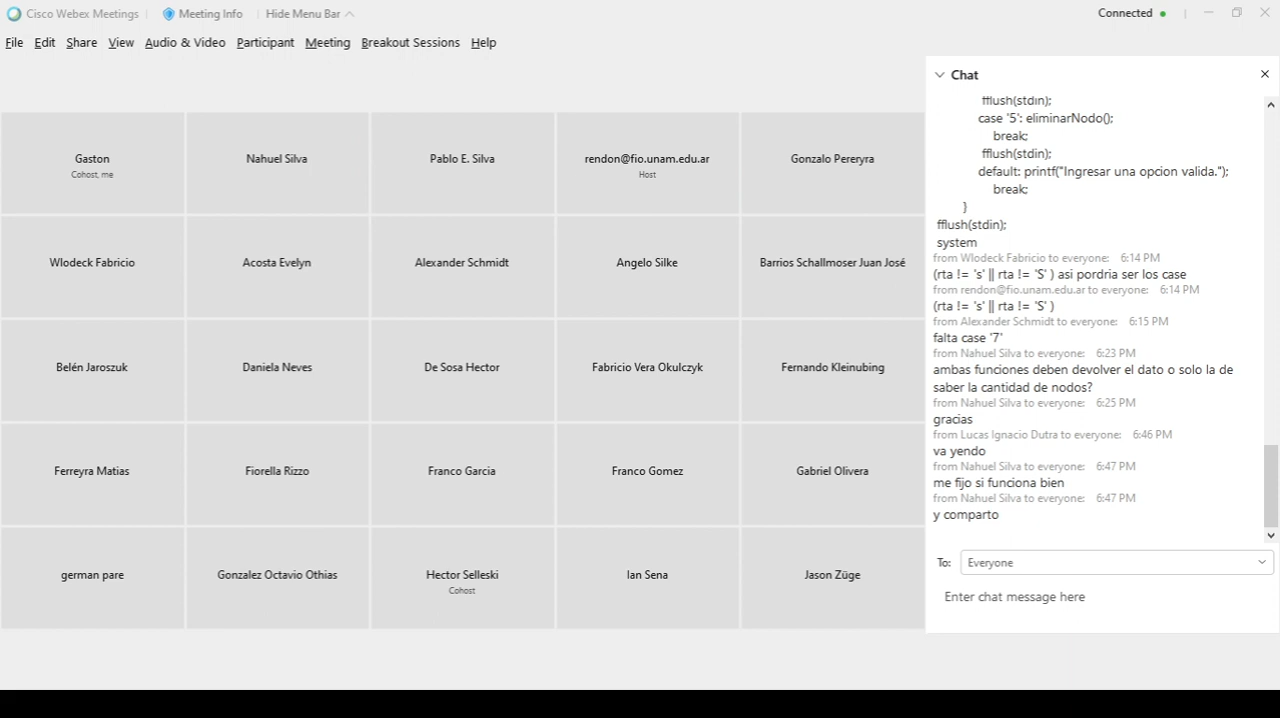 Cisco Webex Meetings
Meeting Info
Hide Menu Bar
Connected
File Edit Share View Audio & Video Participant Meeting Breakout Sessions Help
Gaston
Cohost, me
Nahuel Silva
Pablo E. Silva
rendon@fio.unam.edu.ar
Host
Gonzalo Pereryra
Wlodeck Fabricio
Acosta Evelyn
Alexander Schmidt
Angelo Silke
Barrios Schallmoser Juan José
Belén Jaroszuk
Daniela Neves
De Sosa Hector
Fabricio Vera Okulczyk
Fernando Kleinubing
Ferreyra Matias
Fiorella Rizzo
Franco Garcia
Franco Gomez
Gabriel Olivera
german pare
Gonzalez Octavio Othias
Hector Selleski
Cohost
Ian Sena
Jason Züge
Chat
fflush(stdin);
case '5': eliminarNodo();
break;
fflush(stdin);
default: printf("Ingresar una opcion valida.");
break;
}
fflush(stdin);
system
from Wlodeck Fabricio to everyone: 6:14 PM
(rta != 's' || rta != 'S' ) asi pordria ser los case
from rendon@fio.unam.edu.ar to everyone: 6:14 PM
(rta != 's' || rta != 'S' )
from Alexander Schmidt to everyone: 6:15 PM
falta case '7'
from Nahuel Silva to everyone: 6:23 PM
ambas funciones deben devolver el dato o solo la de
saber la cantidad de nodos?
from Nahuel Silva to everyone: 6:25 PM
gracias
from Lucas Ignacio Dutra to everyone: 6:46 PM
va yendo
from Nahuel Silva to everyone: 6:47 PM
me fijo si funciona bien
from Nahuel Silva to everyone: 6:47 PM
y comparto
To: Everyone
Enter chat message here